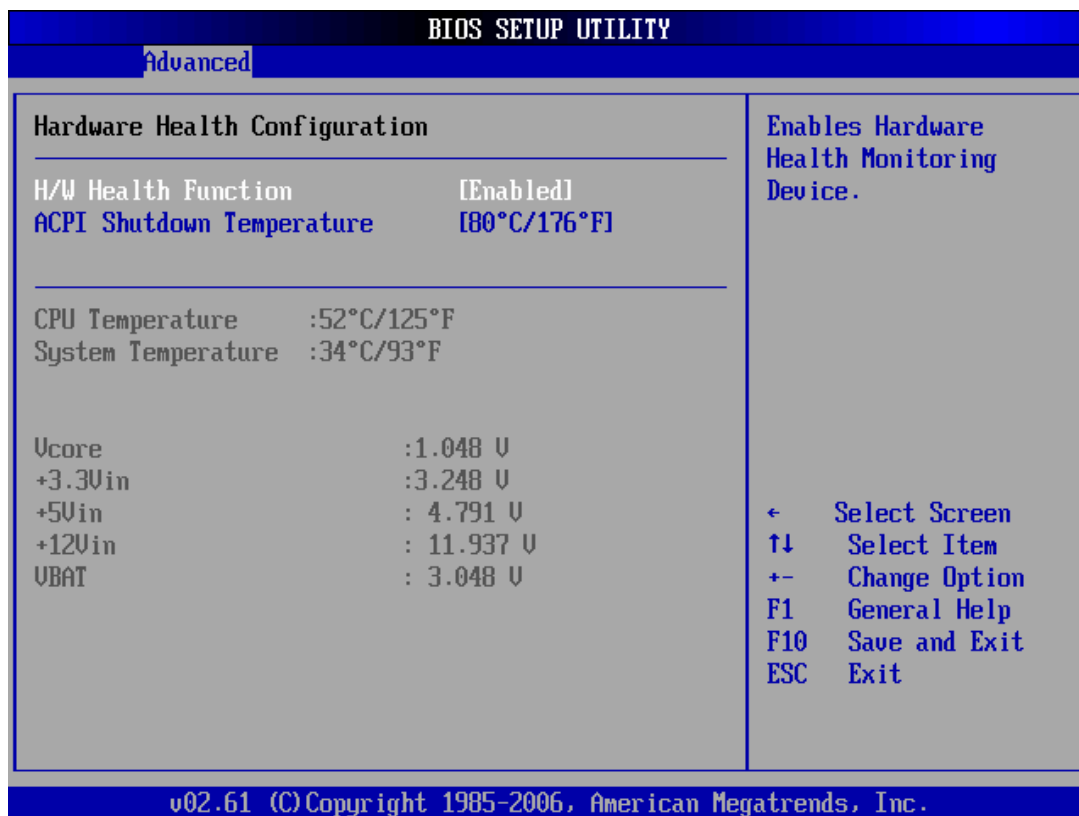 BIOS SETUP UTILITY
Advanced
Hardware Health Configuration
H/W Health Function [Enabled]
ACPI Shutdown Temperature [80°C/176°F]
CPU Temperature :52°C/125°F
System Temperature :34°C/93°F
Vcore :1.048 V
+3.3Vin :3.248 V
+5Vin : 4.791 V
+12Vin : 11.937 V
VBAT : 3.048 V
Enables Hardware
Health Monitoring
Device.
← Select Screen
↑↓ Select Item
+- Change Option
F1 General Help
F10 Save and Exit
ESC Exit
v02.61 (C)Copyright 1985-2006, American Megatrends, Inc.